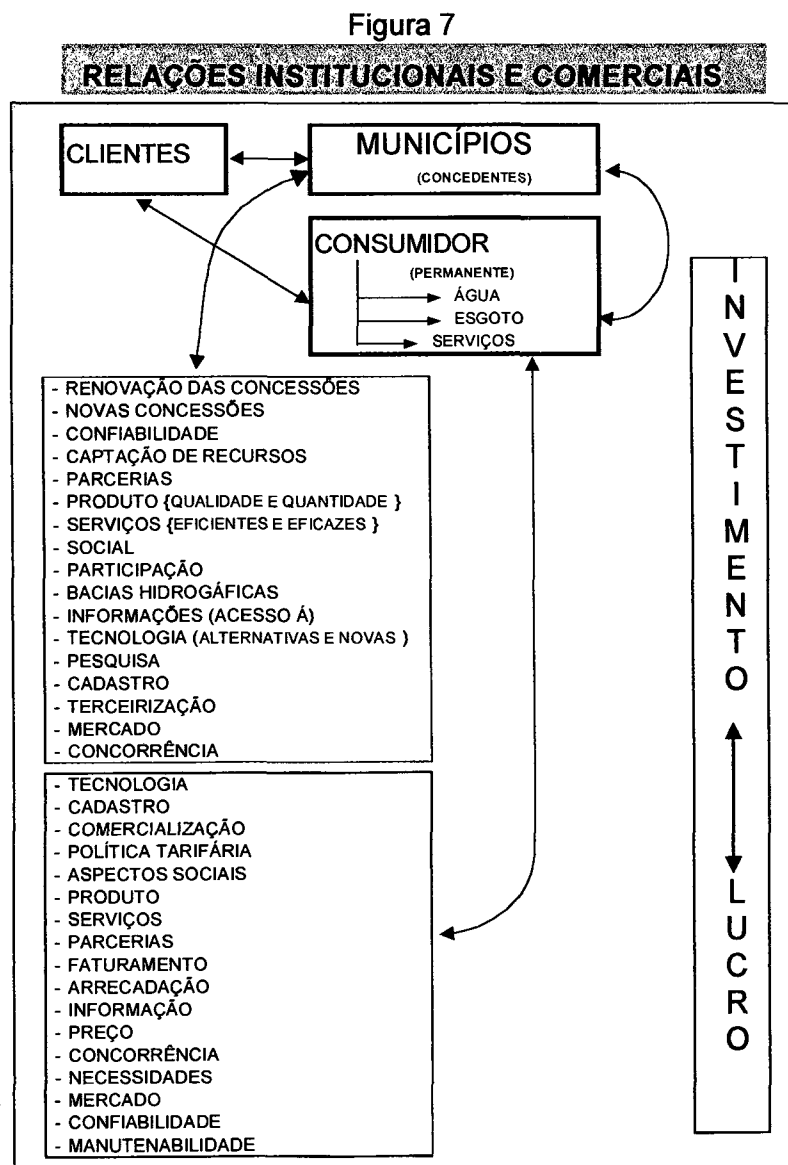 Figura 7
RELAÇÕES INSTITUCIONAIS E COMERCIAIS
CLIENTES
MUNICÍPIOS
(CONCEDENTES)
CONSUMIDOR
(PERMANENTE)
ÁGUA
ESGOTO
SERVIÇOS
- RENOVAÇÃO DAS CONCESSÕES
- NOVAS CONCESSÕES
- CONFIABILIDADE
- CAPTAÇÃO DE RECURSOS
- PARCERIAS
- PRODUTO {QUALIDADE E QUANTIDADE }
- SERVIÇOS {EFICIENTES E EFICAZES }
- SOCIAL
- PARTICIPAÇÃO
- BACIAS HIDROGÁFICAS
- INFORMAÇÕES (ACESSO Á)
- TECNOLOGIA (ALTERNATIVAS E NOVAS )
- PESQUISA
- CADASTRO
- TERCEIRIZAÇÃO
- MERCADO
- CONCORRÊNCIA
- TECNOLOGIA
- CADASTRO
- COMERCIALIZAÇÃO
- POLÍTICA TARIFÁRIA
- ASPECTOS SOCIAIS
- PRODUTO
- SERVIÇOS
- PARCERIAS
- FATURAMENTO
- ARRECADAÇÃO
- INFORMAÇÃO
- PREÇO
- CONCORRÊNCIA
- NECESSIDADES
- MERCADO
- CONFIABILIDADE
- MANUTENABILIDADE
INVESTIMENTO
LUCRO